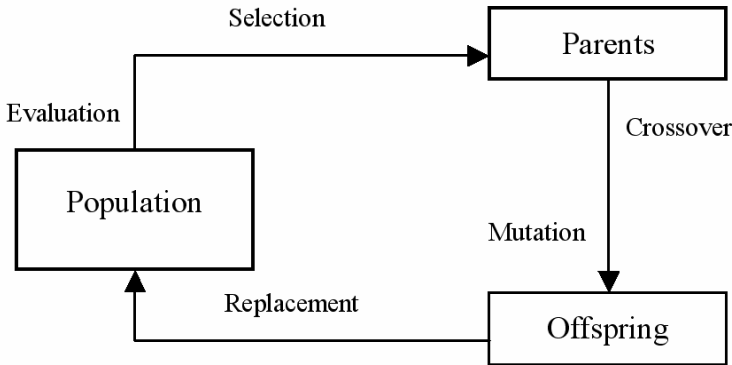 Selection
Parents
Evaluation
Crossover
Population
Mutation
Replacement
Offspring